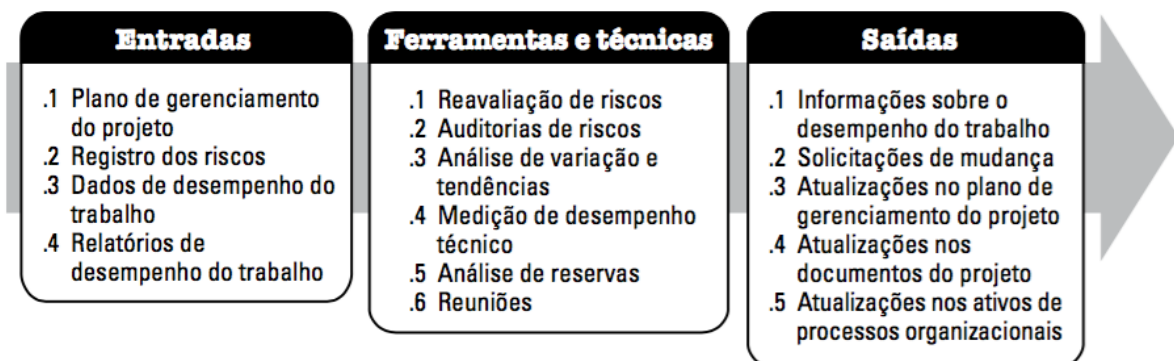 Entradas
.1 Plano de gerenciamento
do projeto
.2 Registro dos riscos
.3 Dados de desempenho do
trabalho
.4 Relatórios de
desempenho do trabalho
Ferramentas e técnicas
.1 Reavaliação de riscos
.2 Auditorias de riscos
.3 Análise de variação e
tendências
.4 Medição de desempenho
técnico
.5 Análise de reservas
.6 Reuniões
Saídas
.1 Informações sobre o
desempenho do trabalho
.2 Solicitações de mudança
.3 Atualizações no plano de
gerenciamento do projeto
.4 Atualizações nos
documentos do projeto
.5 Atualizações nos ativos de
processos organizacionais